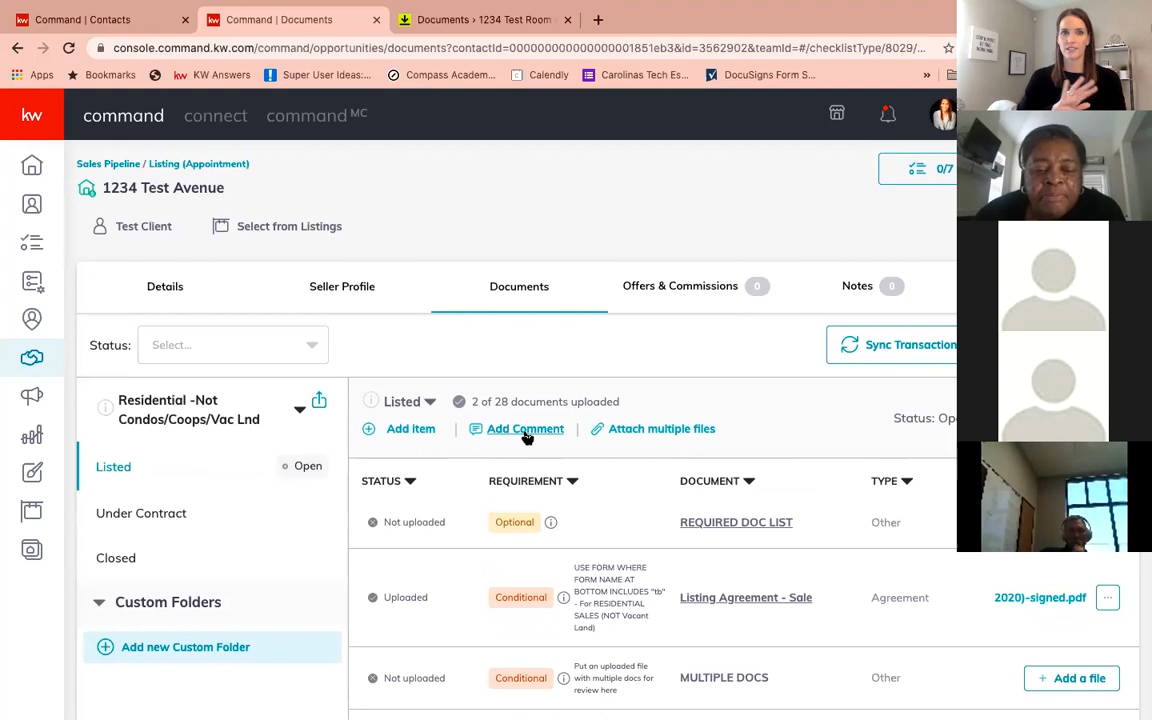 Command | Contacts
Command | Documents
Documents › 1234 Test Room
console.command.kw.com/command/opportunities/documents?contactId=000000000000000001851eb3&id=3562902&teamId=#/checklistType/8029/...
Apps
Bookmarks
kw KW Answers
Super User Ideas:...
Compass Academ...
Calendly
Carolinas Tech Es...
DocuSigns Form S...
»
kw
command
connect
command MC
Sales Pipeline / Listing (Appointment)
1234 Test Avenue
0/7
Test Client
Select from Listings
Details
Seller Profile
Documents
Offers & Commissions 0
Notes 0
Status:
Select...
Sync Transaction
Residential -Not
Condos/Coops/Vac Lnd
Listed
Open
Under Contract
Closed
Custom Folders
Add new Custom Folder
Listed
2 of 28 documents uploaded
Add item
|
Add Comment
|
Attach multiple files
Status: Ope
STATUS
REQUIREMENT
DOCUMENT
TYPE
Not uploaded
Optional
REQUIRED DOC LIST
Other
Uploaded
Conditional
USE FORM WHERE
FORM NAME AT
BOTTOM INCLUDES "tb"
- For RESIDENTIAL
SALES (NOT Vacant
Land)
Listing Agreement - Sale
Agreement
2020)-signed.pdf
...
Not uploaded
Conditional
Put an uploaded file
with multiple docs for
review here
MULTIPLE DOCS
Other
+ Add a file